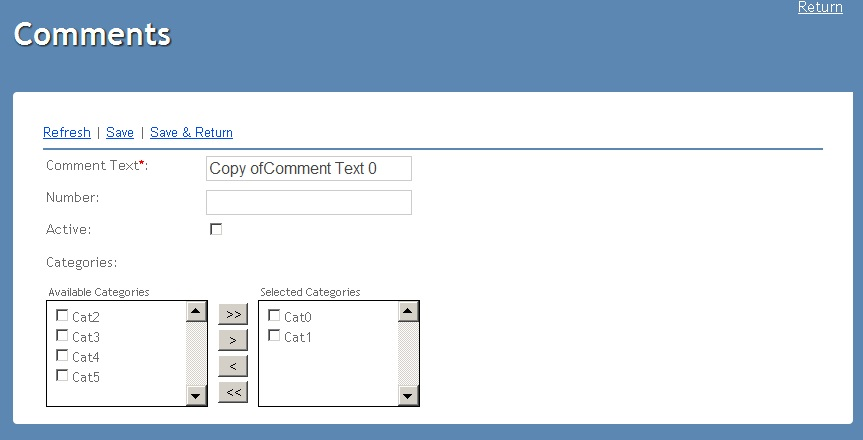 Return
Comments
Refresh | Save | Save & Return
Comment Text*: Copy ofComment Text 0
Number:
Active:
Categories:
Available Categories Selected Categories
Cat2 >> Cat0
Cat3 > Cat1
Cat4 <
Cat5 <<